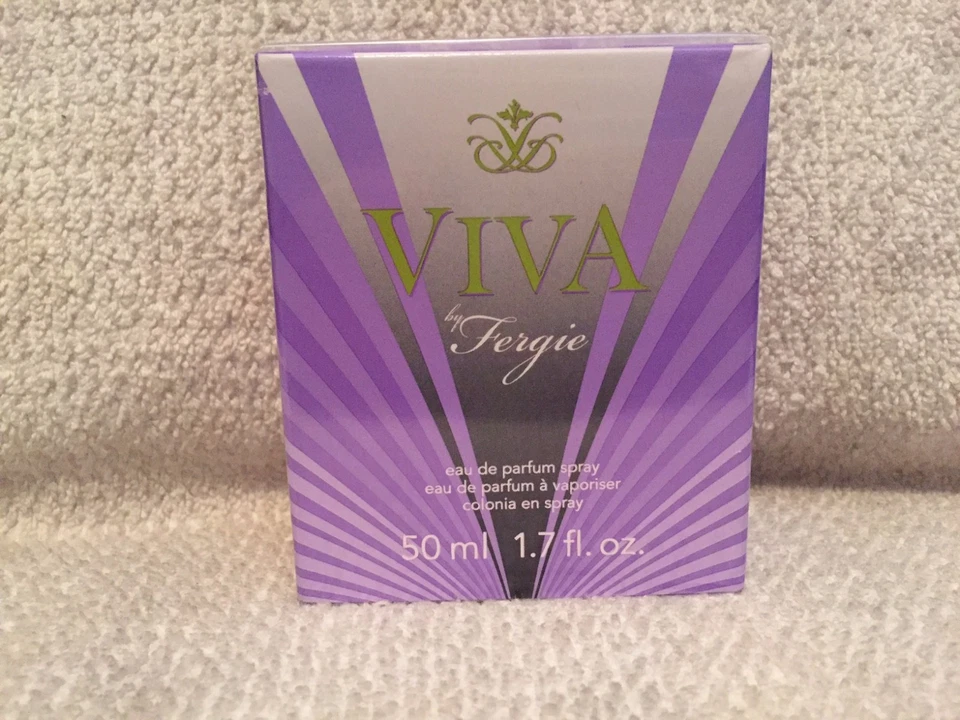 VIVA
by Fergie
eau de parfum spray
eau de parfum à vaporiser
colonia en spray
50 ml 1.7 fl. oz.